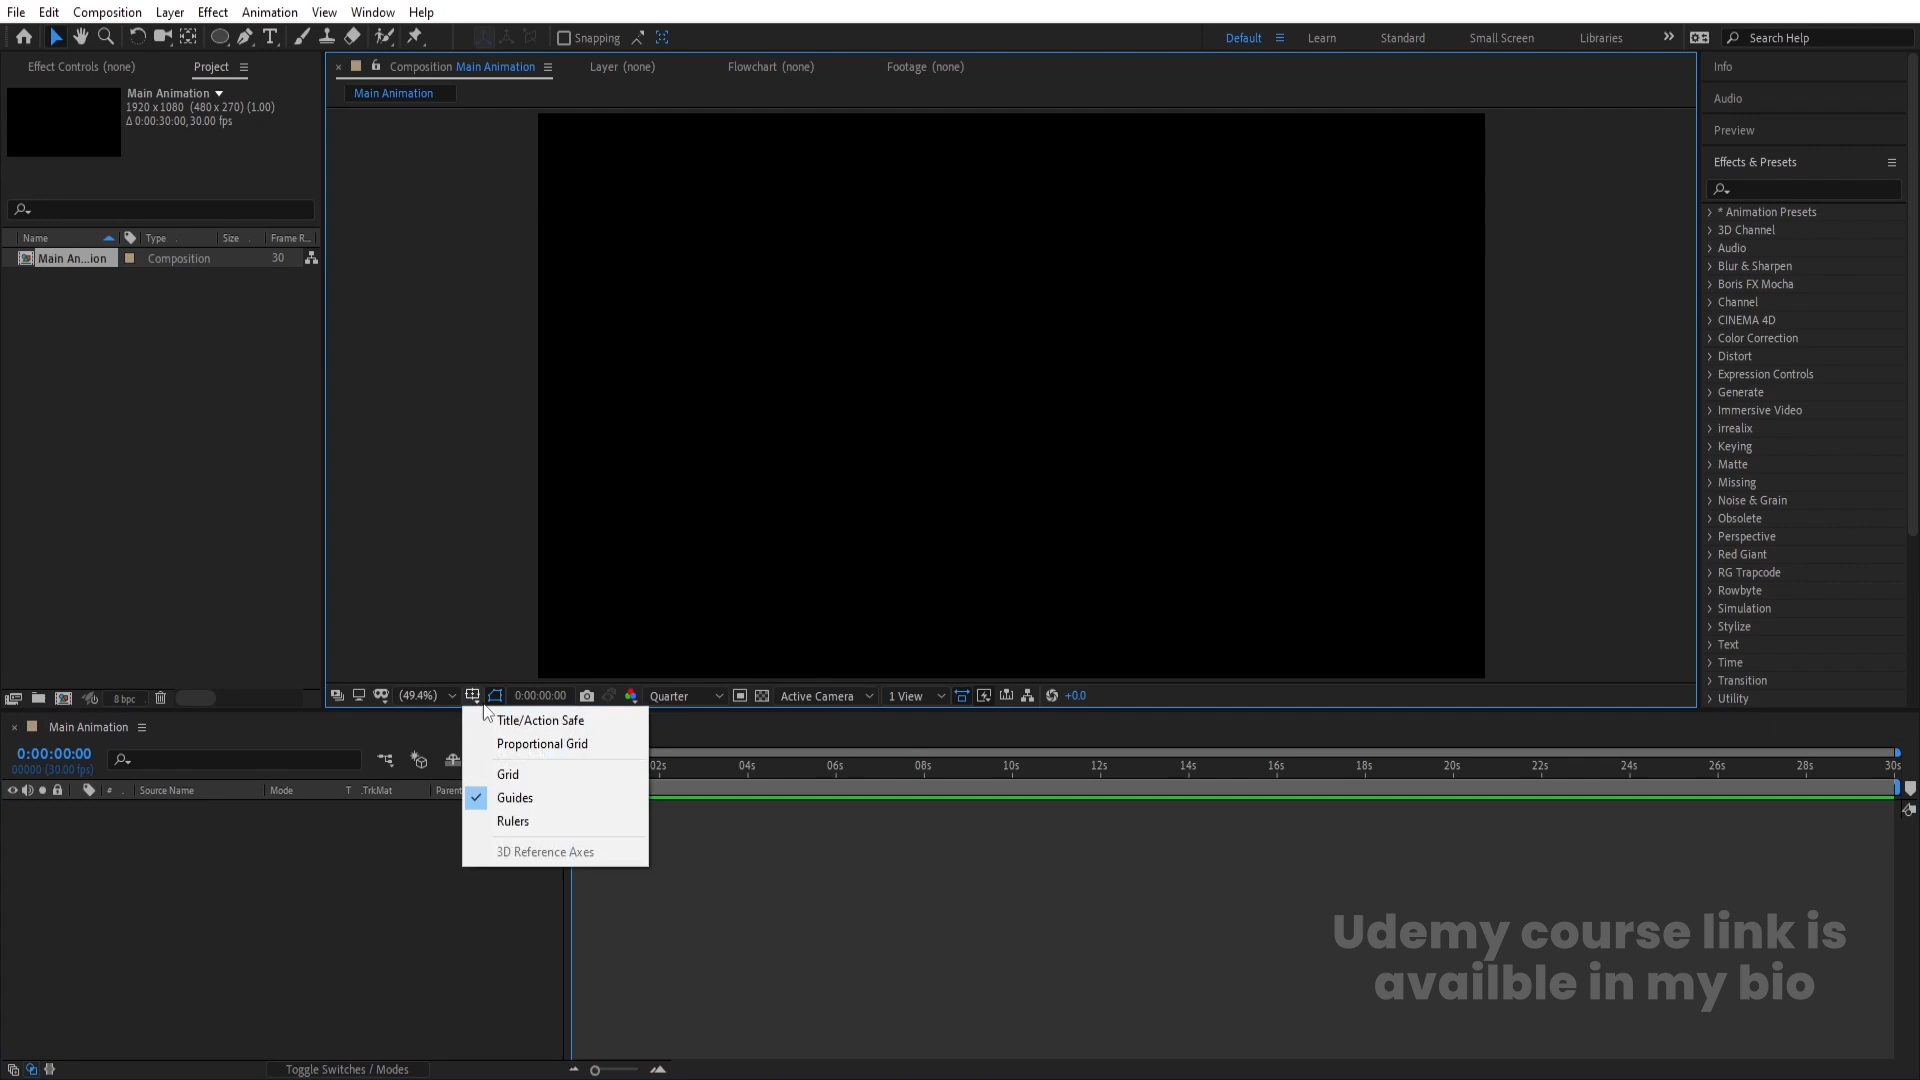 File Edit Composition Layer Effect Animation View Window Help
Snapping
Default Learn Standard Small Screen Libraries
Search Help
Effect Controls (none) Project
Main Animation
1920 x 1080 (480 x 270) (1.00)
Δ 0:00:30:00, 30.00 fps
Name Type Size Frame R...
Main An...ion Composition 30
8 bpc
Composition Main Animation Layer (none) Flowchart (none) Footage (none)
Main Animation
(49.4%) 0:00:00:00 Quarter Active Camera 1 View +0.0
Title/Action Safe
Proportional Grid
Grid
Guides
Rulers
3D Reference Axes
Info
Audio
Preview
Effects & Presets
* Animation Presets
3D Channel
Audio
Blur & Sharpen
Boris FX Mocha
Channel
CINEMA 4D
Color Correction
Distort
Expression Controls
Generate
Immersive Video
irrealix
Keying
Matte
Missing
Noise & Grain
Obsolete
Perspective
Red Giant
RG Trapcode
Rowbyte
Simulation
Stylize
Text
Time
Transition
Utility
Main Animation
0:00:00:00
00000 (30.00 fps)
# Source Name Mode T .TrkMat Parent
02s 04s 06s 08s 10s 12s 14s 16s 18s 20s 22s 24s 26s 28s 30s
Toggle Switches / Modes
Udemy course link is
availble in my bio